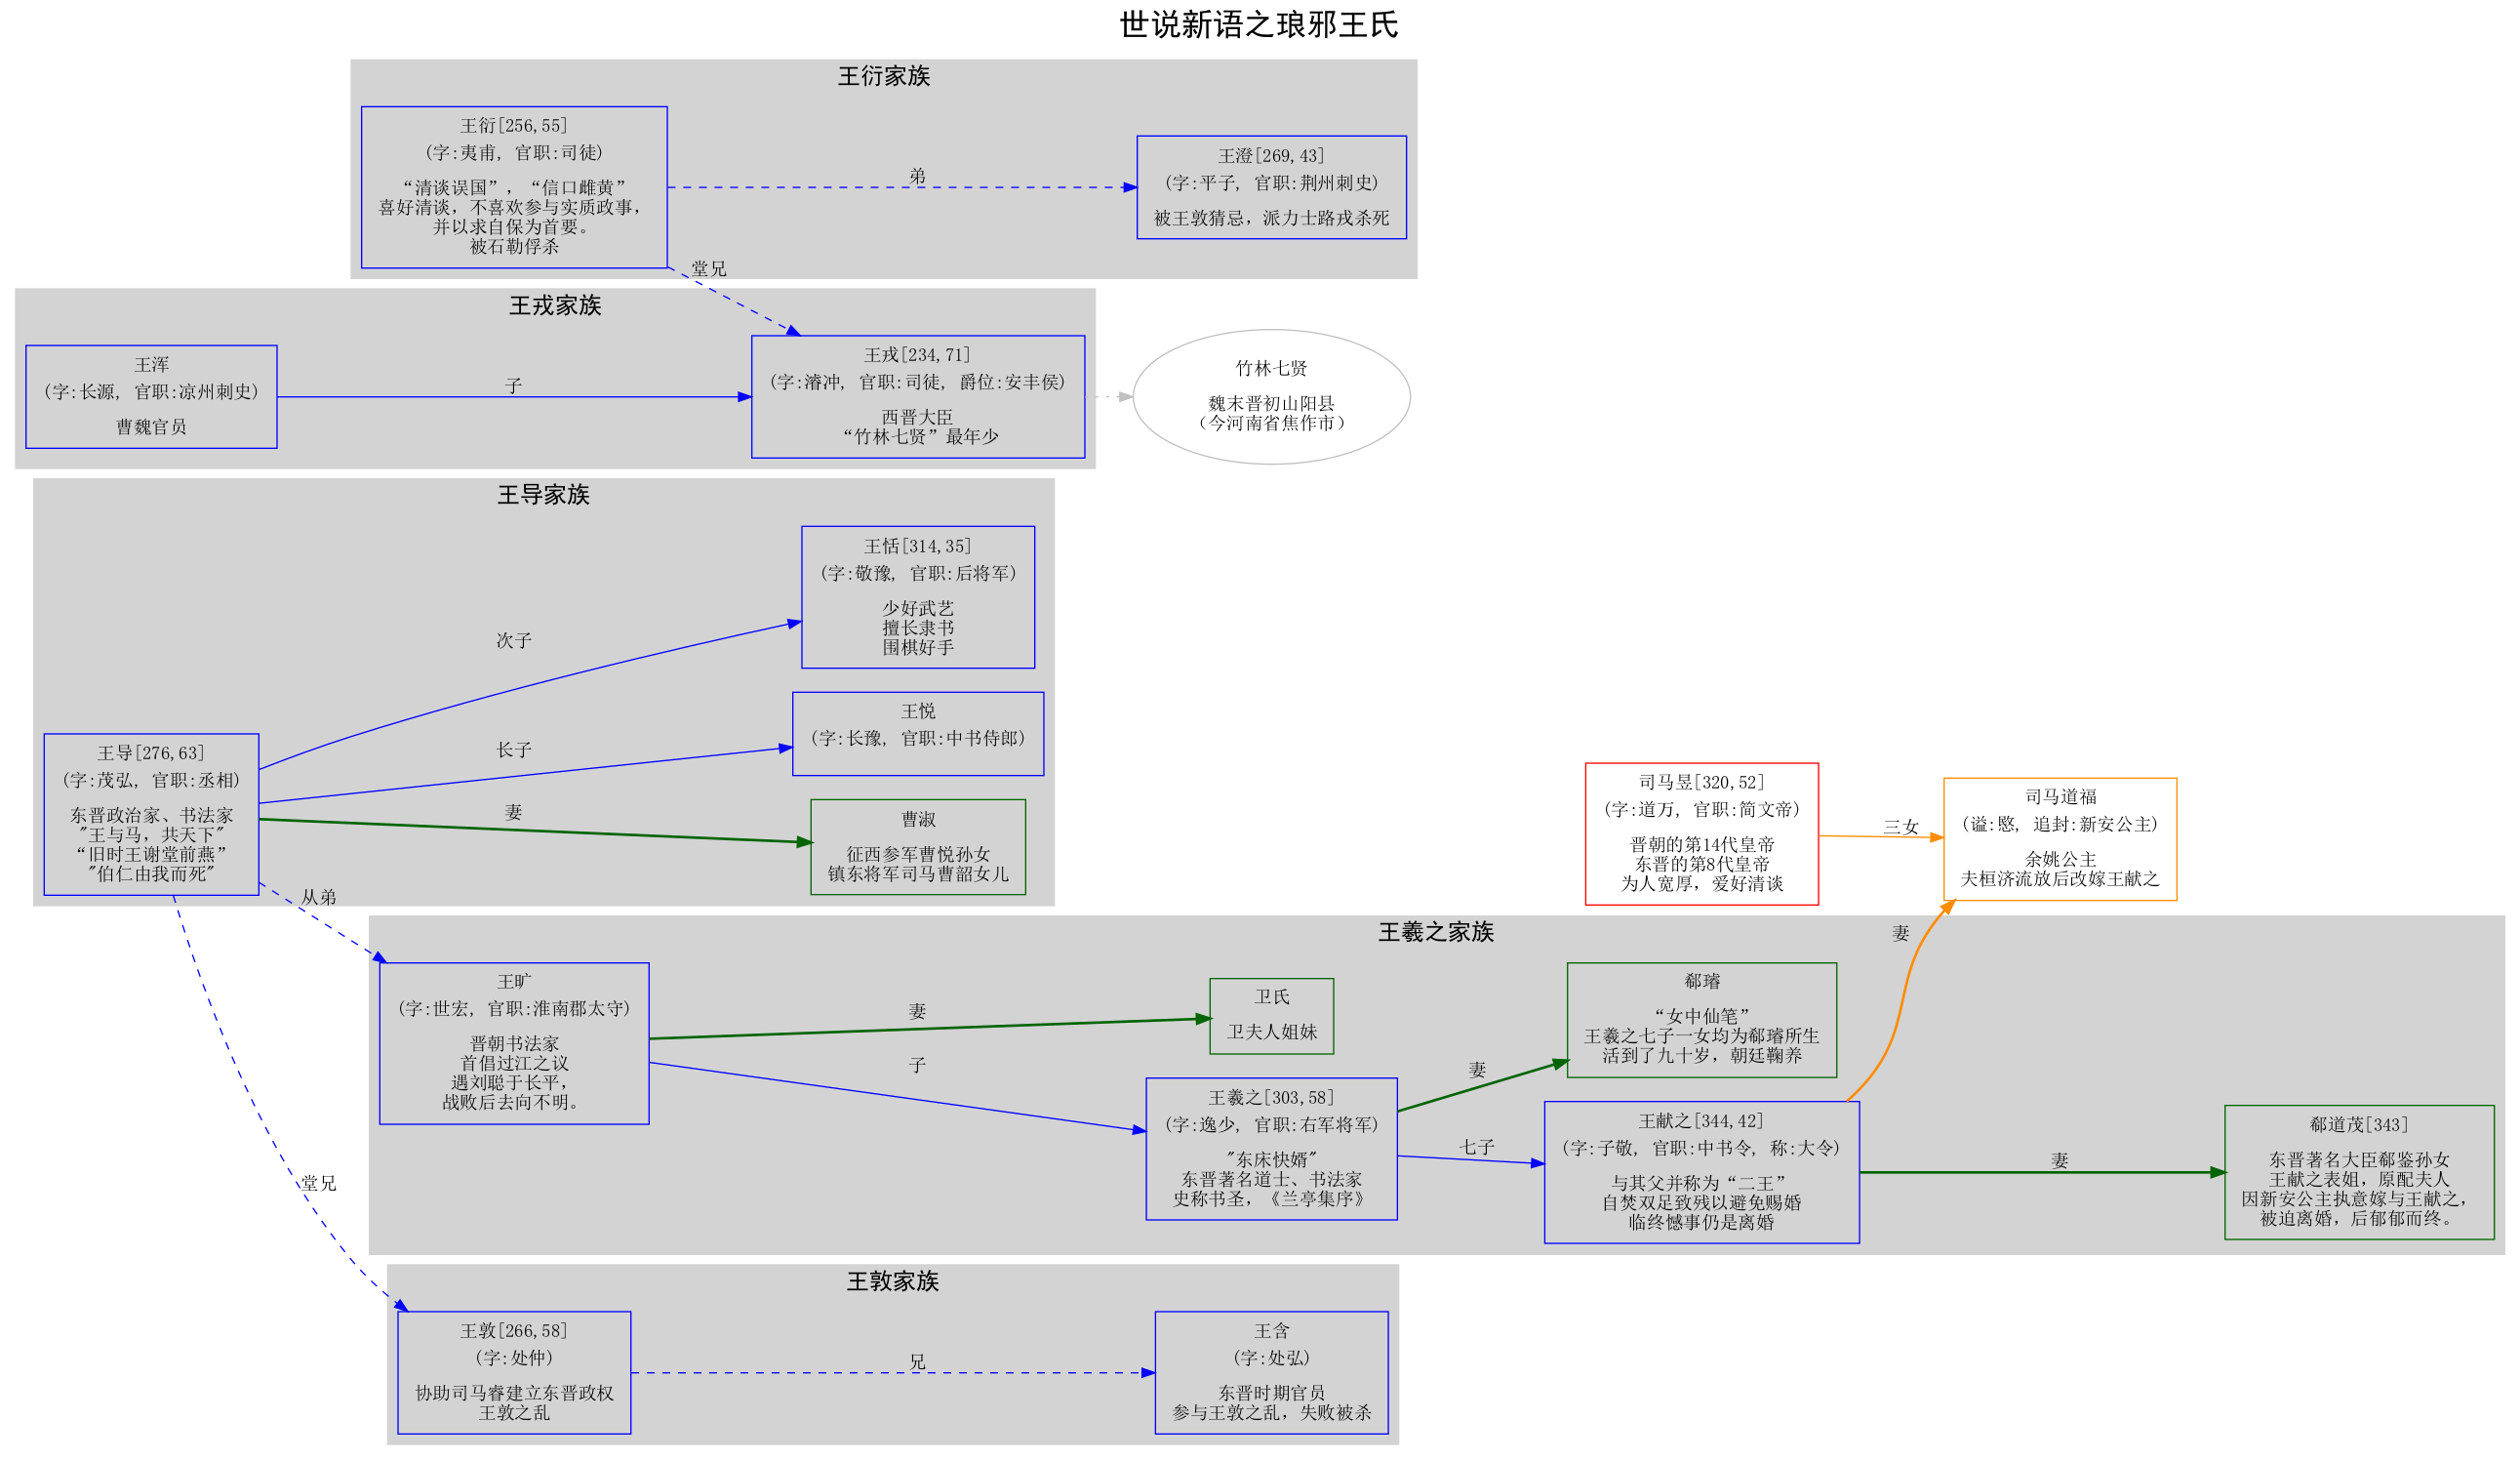 世说新语之琅邪王氏
王衍家族
王衍[256,55]
(字:夷甫, 官职:司徒)
“清谈误国”, “信口雌黄”
喜好清谈, 不喜欢参与实质政事,
并以求自保为首要。
被石勒俘杀
弟
王澄[269,43]
(字:平子, 官职:荆州刺史)
被王敦猜忌, 派力士路戎杀死
堂兄
王戎家族
王浑
(字:长源, 官职:凉州刺史)
曹魏官员
子
王戎[234,71]
(字:濬冲, 官职:司徒, 爵位:安丰侯)
西晋大臣
“竹林七贤”最年少
竹林七贤
魏末晋初山阳县
(今河南省焦作市)
王导家族
王导[276,63]
(字:茂弘, 官职:丞相)
东晋政治家、书法家
"王与马, 共天下"
“旧时王谢堂前燕”
"伯仁由我而死"
次子
王恬[314,35]
(字:敬豫, 官职:后将军)
少好武艺
擅长隶书
围棋好手
长子
王悦
(字:长豫, 官职:中书侍郎)
妻
曹淑
征西参军曹悦孙女
镇东将军司马曹韶女儿
司马昱[320,52]
(字:道万, 官职:简文帝)
晋朝的第14代皇帝
东晋的第8代皇帝
为人宽厚, 爱好清谈
三女
司马道福
(谥:愍, 追封:新安公主)
余姚公主
夫桓济流放后改嫁王献之
从弟
妻
王羲之家族
王旷
(字:世宏, 官职:淮南郡太守)
晋朝书法家
首倡过江之议
遇刘聪于长平,
战败后去向不明。
妻
卫氏
卫夫人姐妹
子
王羲之[303,58]
(字:逸少, 官职:右军将军)
"东床快婿"
东晋著名道士、书法家
史称书圣, 《兰亭集序》
妻
郗璿
“女中仙笔”
王羲之七子一女均为郗璿所生
活到了九十岁, 朝廷鞠养
七子
王献之[344,42]
(字:子敬, 官职:中书令, 称:大令)
与其父并称为“二王”
自焚双足致残以避免赐婚
临终憾事仍是离婚
妻
郗道茂[343]
东晋著名大臣郗鉴孙女
王献之表姐, 原配夫人
因新安公主执意嫁与王献之,
被迫离婚, 后郁郁而终。
堂兄
王敦家族
王敦[266,58]
(字:处仲)
协助司马睿建立东晋政权
王敦之乱
兄
王含
(字:处弘)
东晋时期官员
参与王敦之乱, 失败被杀